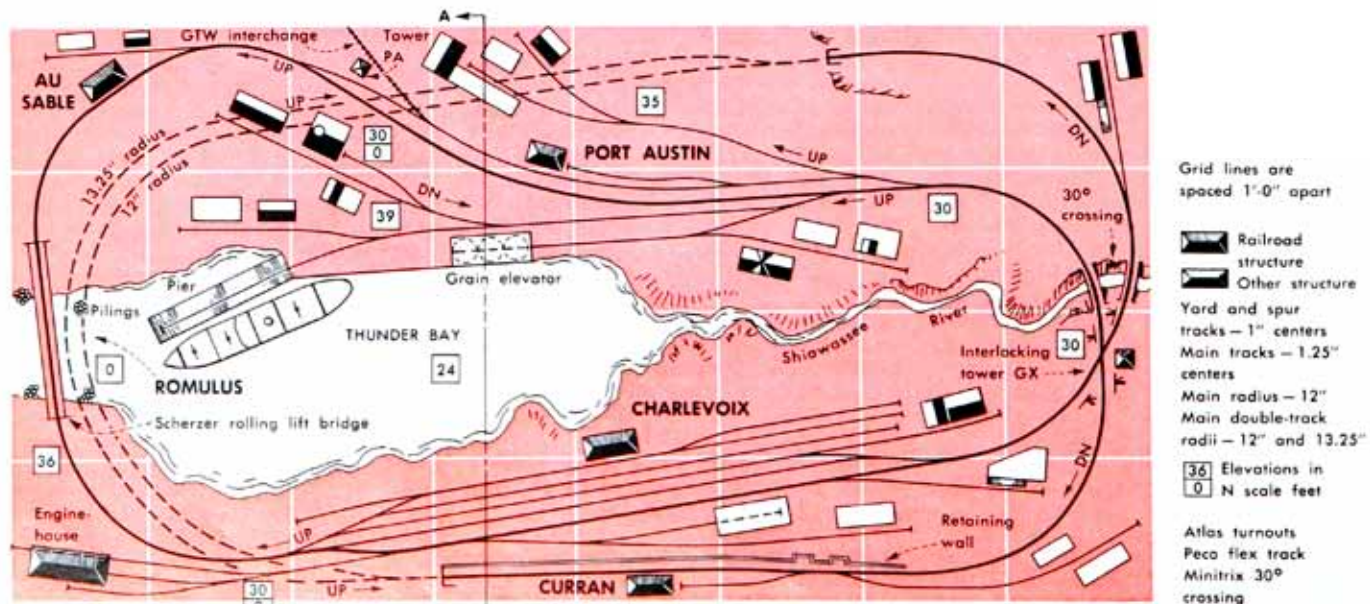 A
GTW interchange
Tower
PA
UP
AU
SABLE
UP
35
13.25" radius
12"
radius
30
0
PORT AUSTIN
UP
DN
DN
39
UP
30
30°
crossing
Grain elevator
Pier
Pilings
THUNDER BAY
Shiawassee
River
0
ROMULUS
24
Interlocking
tower GX
30
Scherzer rolling lift bridge
CHARLEVOIX
36
DN
Engine-
house
UP
Retaining
wall
30
0
UP
CURRAN
Grid lines are
spaced 1'-0" apart
Railroad
structure
Other structure
Yard and spur
tracks – 1" centers
Main tracks – 1.25"
centers
Main radius – 12"
Main double-track
radii – 12" and 13.25"
36
0
Elevations in
N scale feet
Atlas turnouts
Peco flex track
Minitrix 30°
crossing